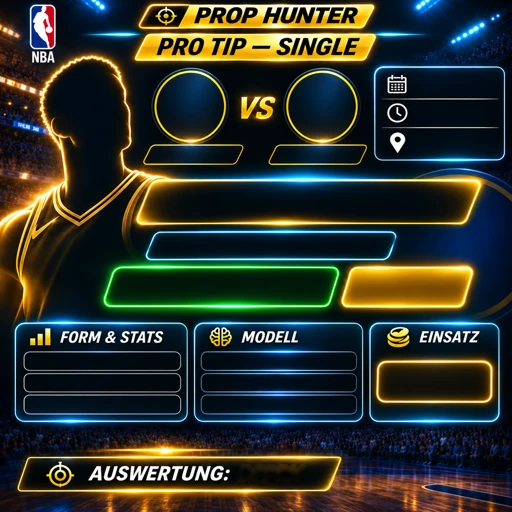 PROP HUNTER
NBA
PRO TIP — SINGLE
VS
FORM & STATS
MODELL
EINSATZ
AUSWERTUNG: